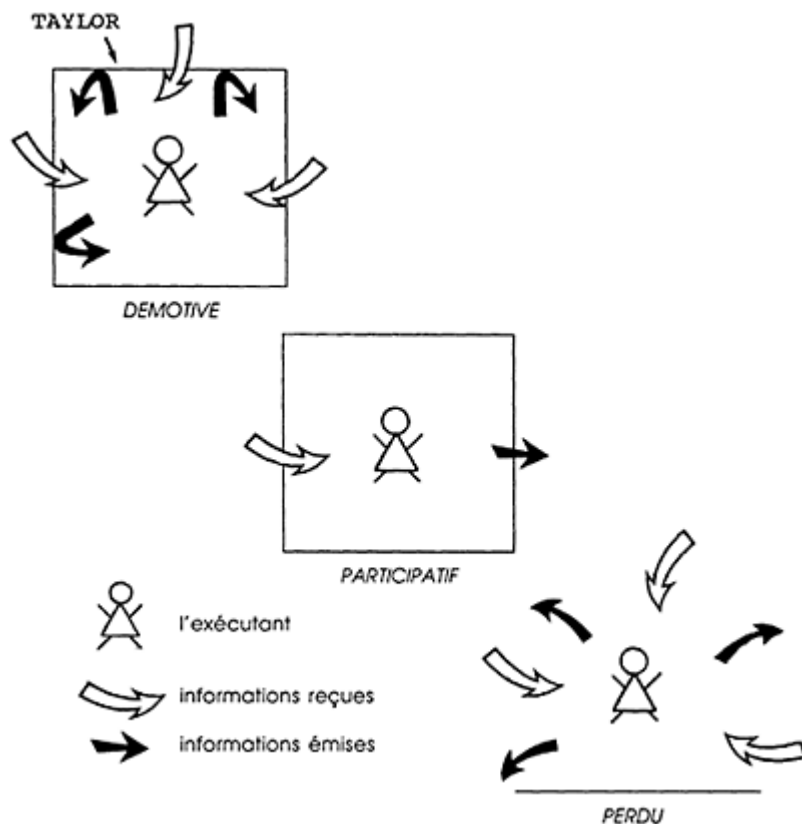 TAYLOR
DEMOTIVE
PARTICIPATIF
l'exécutant
informations reçues
informations émises
PERDU